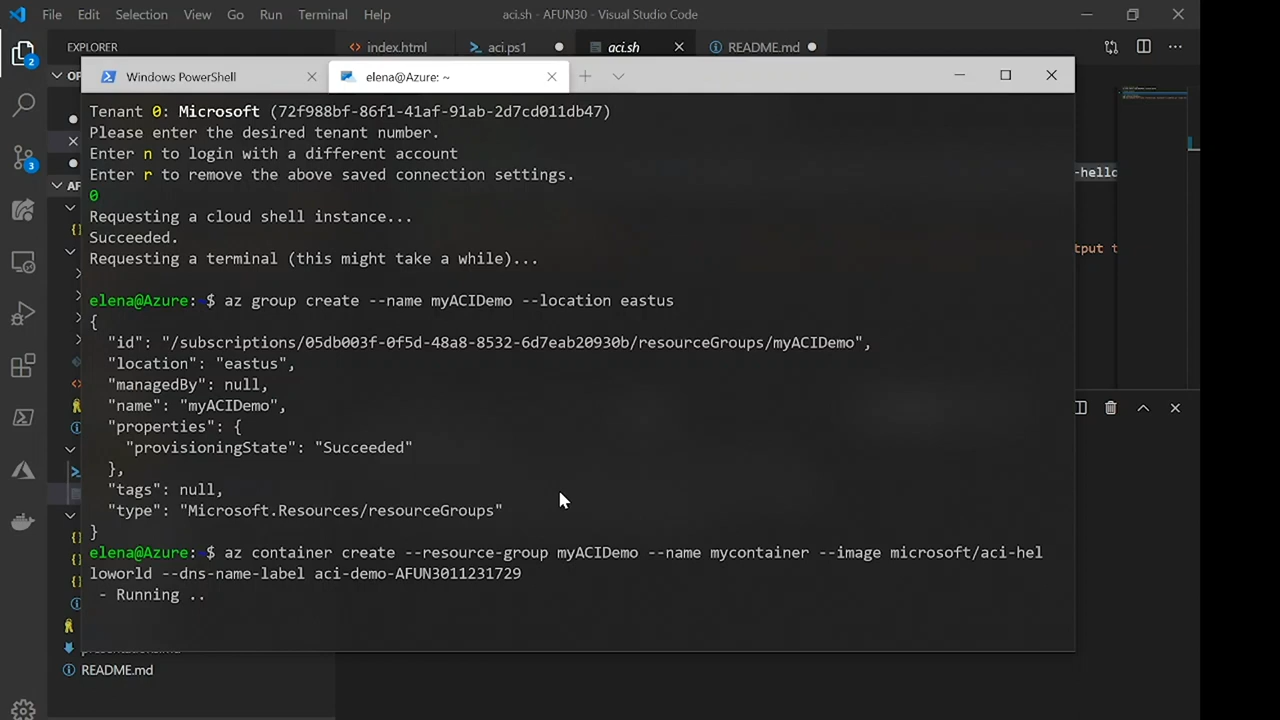 File Edit Selection View Go Run Terminal Help
aci.sh - AFUN30 - Visual Studio Code
EXPLORER
index.html
aci.ps1
aci.sh
README.md
2
Windows PowerShell
elena@Azure: ~
Tenant 0: Microsoft (72f988bf-86f1-41af-91ab-2d7cd011db47)
Please enter the desired tenant number.
Enter n to login with a different account
Enter r to remove the above saved connection settings.
0
Requesting a cloud shell instance...
Succeeded.
Requesting a terminal (this might take a while)...
elena@Azure:~$ az group create --name myACIDemo --location eastus
{
"id": "/subscriptions/05db003f-0f5d-48a8-8532-6d7eab20930b/resourceGroups/myACIDemo",
"location": "eastus",
"managedBy": null,
"name": "myACIDemo",
"properties": {
"provisioningState": "Succeeded"
},
"tags": null,
"type": "Microsoft.Resources/resourceGroups"
}
elena@Azure:~$ az container create --resource-group myACIDemo --name mycontainer --image microsoft/aci-hel
loworld --dns-name-label aci-demo-AFUN3011231729
- Running ..
3
-hello
tput t
README.md